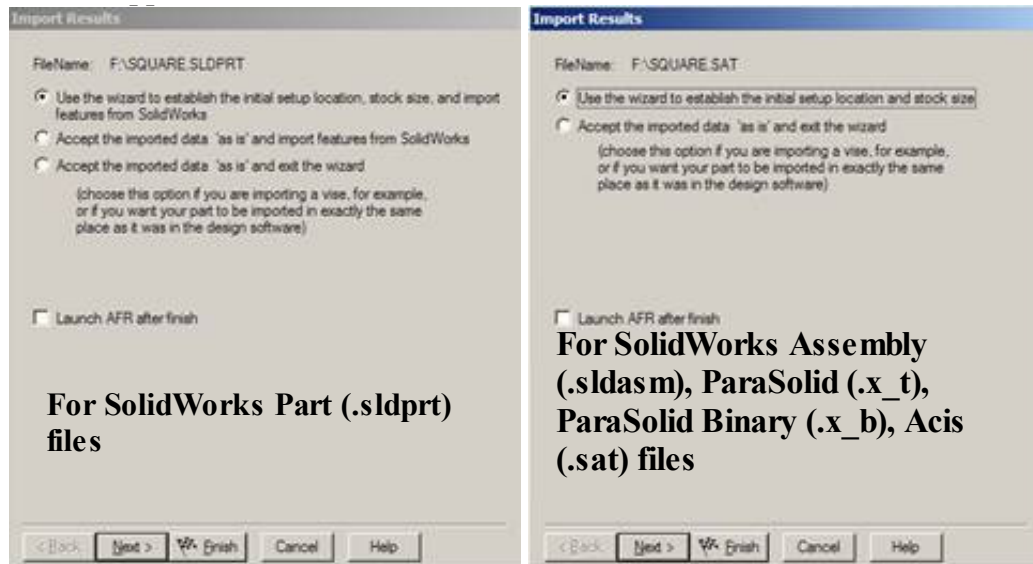 Import Results
FileName: F:\SQUARE.SLDPRT
Use the wizard to establish the initial setup location, stock size, and import
features from SolidWorks
Accept the imported data 'as is' and import features from SolidWorks
Accept the imported data 'as is' and exit the wizard
(choose this option if you are importing a vise, for example,
or if you want your part to be imported in exactly the same
place as it was in the design software)
Launch AFR after finish
For SolidWorks Part (.sldprt)
files
< Back Next > Finish Cancel Help
Import Results
FileName: F:\SQUARE.SAT
Use the wizard to establish the initial setup location and stock size
Accept the imported data 'as is' and exit the wizard
(choose this option if you are importing a vise, for example,
or if you want your part to be imported in exactly the same
place as it was in the design software)
Launch AFR after finish
For SolidWorks Assembly
(.sldasm), ParaSolid (.x_t),
ParaSolid Binary (.x_b), Acis
(.sat) files
< Back Next > Finish Cancel Help